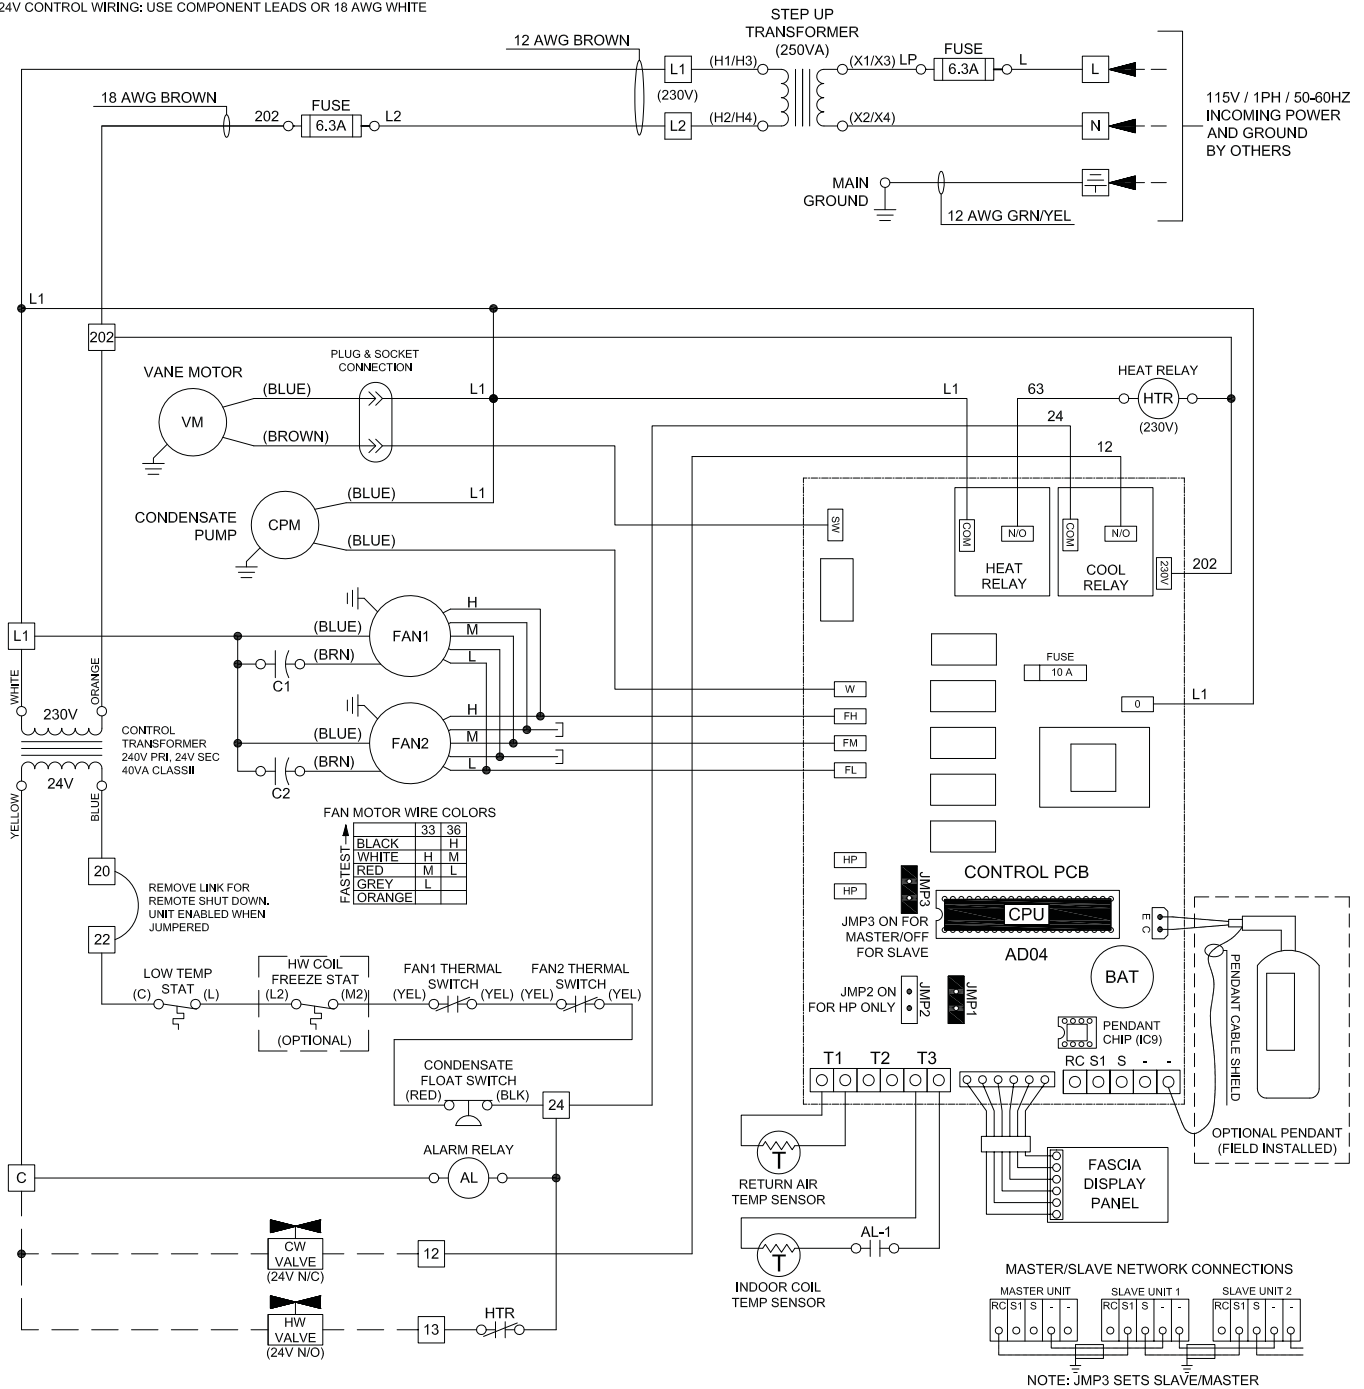 24V CONTROL WIRING: USE COMPONENT LEADS OR 18 AWG WHITE
STEP UP
TRANSFORMER
(250VA)
12 AWG BROWN
L1
(230V)
(H1/H3)
(X1/X3)
LP
FUSE
6.3A
L
L
18 AWG BROWN
202
FUSE
6.3A
L2
L2
(H2/H4)
(X2/X4)
N
115V / 1PH / 50-60HZ
INCOMING POWER
AND GROUND
BY OTHERS
MAIN
GROUND
12 AWG GRN/YEL
L1
202
PLUG & SOCKET
CONNECTION
VANE MOTOR
VM
(BLUE)
(BROWN)
L1
L1
63
24
12
HEAT RELAY
HTR
(230V)
CONDENSATE
PUMP
CPM
(BLUE)
L1
(BLUE)
SW
COM
N/O
HEAT
RELAY
COM
N/O
COOL
RELAY
230V
202
L1
(BLUE)
FAN1
H
M
L
(BRN)
C1
(BLUE)
FAN2
H
M
L
(BRN)
C2
W
FH
FM
FL
FUSE
10 A
0
L1
WHITE
ORANGE
230V
24V
YELLOW
BLUE
CONTROL
TRANSFORMER
240V PRI, 24V SEC
40VA CLASSII
FAN MOTOR WIRE COLORS
FASTEST
33 36
BLACK H
WHITE H M
RED M L
GREY L
ORANGE
20
22
REMOVE LINK FOR
REMOTE SHUT DOWN.
UNIT ENABLED WHEN
JUMPERED
HP
HP
JMP3
JMP3 ON FOR
MASTER/OFF
FOR SLAVE
CONTROL PCB
CPU
AD04
E C
BAT
JMP2 ON
FOR HP ONLY
JMP2
JMP1
PENDANT
CHIP (IC9)
PENDANT CABLE SHIELD
OPTIONAL PENDANT
(FIELD INSTALLED)
T1 T2 T3
RC S1 S - -
LOW TEMP
STAT
(C) (L)
HW COIL
FREEZE STAT
(L2) (M2)
(OPTIONAL)
FAN1 THERMAL
SWITCH
(YEL) (YEL)
FAN2 THERMAL
SWITCH
(YEL) (YEL)
CONDENSATE
FLOAT SWITCH
(RED) (BLK)
24
ALARM RELAY
AL
C
CW
VALVE
(24V N/C)
12
HW
VALVE
(24V N/O)
13
HTR
T
RETURN AIR
TEMP SENSOR
T
INDOOR COIL
TEMP SENSOR
AL-1
FASCIA
DISPLAY
PANEL
MASTER/SLAVE NETWORK CONNECTIONS
MASTER UNIT
RC S1 S - -
SLAVE UNIT 1
RC S1 S - -
SLAVE UNIT 2
RC S1 S - -
NOTE: JMP3 SETS SLAVE/MASTER